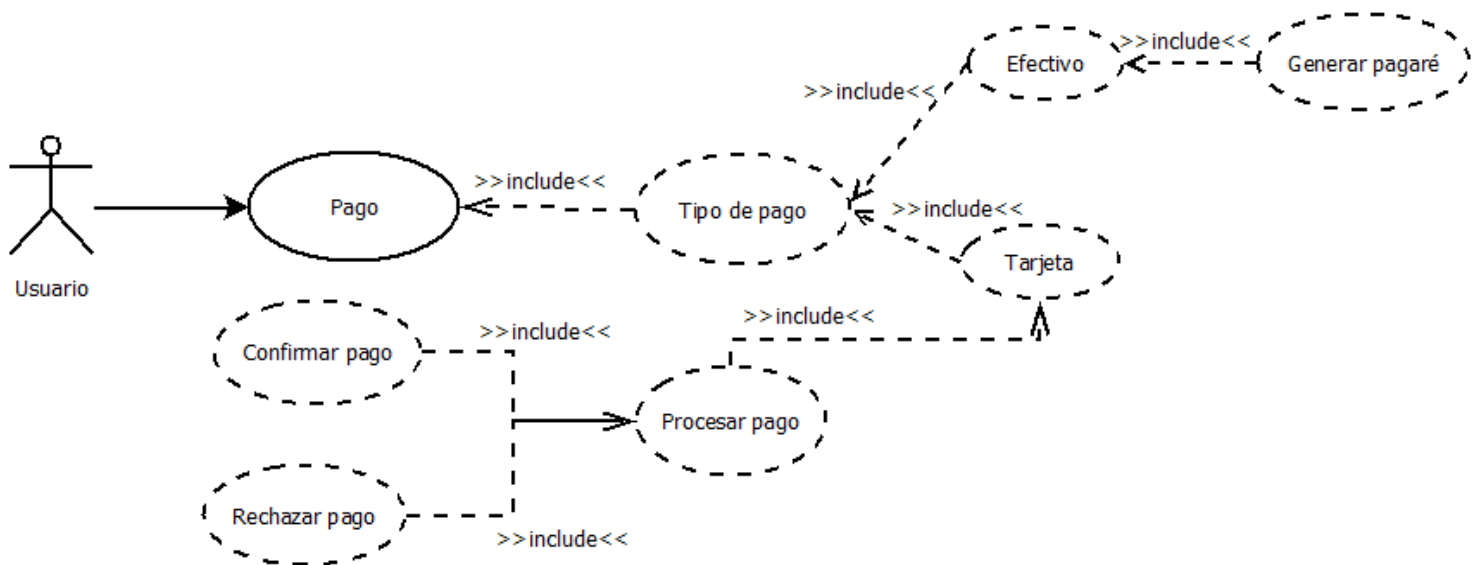 >>include<<
Efectivo
Generar pagaré
>>include<<
>>include<<
Pago
Tipo de pago
>>include<<
Tarjeta
Usuario
>>include<<
>>include<<
Confirmar pago
Procesar pago
Rechazar pago
>>include<<